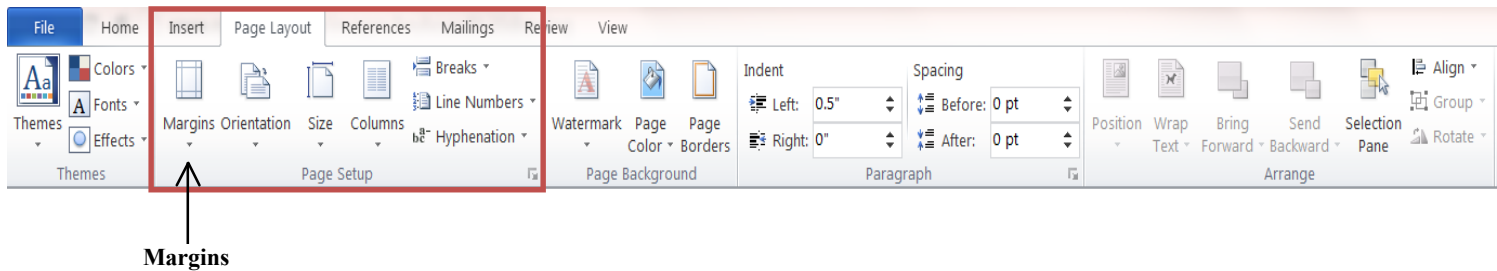 File Home Insert Page Layout References Mailings Review View
Aa
Colors
A Fonts
Effects
Themes
Themes
Margins Orientation Size Columns
Breaks
Line Numbers
Hyphenation
Page Setup
Watermark Page Color Page Borders
Page Background
Indent
Left: 0.5"
Right: 0"
Spacing
Before: 0 pt
After: 0 pt
Paragraph
Position Wrap Text Bring Forward Send Backward Selection Pane
Align
Group
Rotate
Arrange
Margins